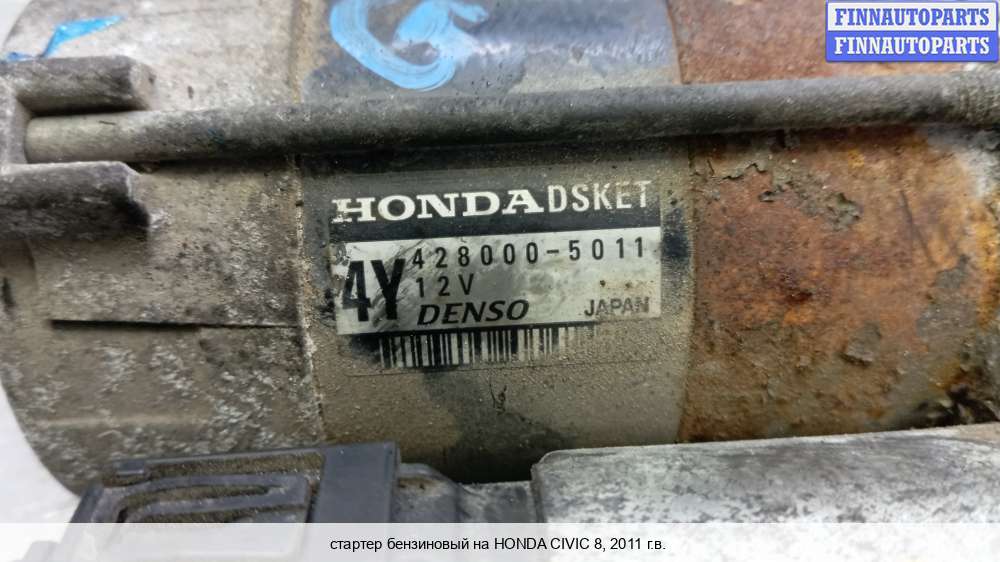 FINNAUTOPARTS
FINNAUTOPARTS
HONDA DSKET
4Y 428000-5011
12V
DENSO JAPAN
стартер бензиновый на HONDA CIVIC 8, 2011 г.в.